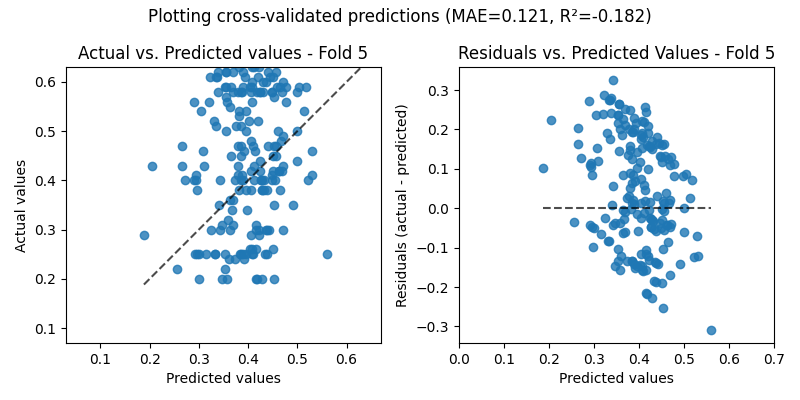 Plotting cross-validated predictions (MAE=0.121, R²=-0.182)
Actual vs. Predicted values - Fold 5
Actual values
0.6
0.5
0.4
0.3
0.2
0.1
0.1 0.2 0.3 0.4 0.5 0.6
Predicted values
Residuals vs. Predicted Values - Fold 5
Residuals (actual - predicted)
0.3
0.2
0.1
0.0
−0.1
−0.2
−0.3
0.0 0.1 0.2 0.3 0.4 0.5 0.6 0.7
Predicted values